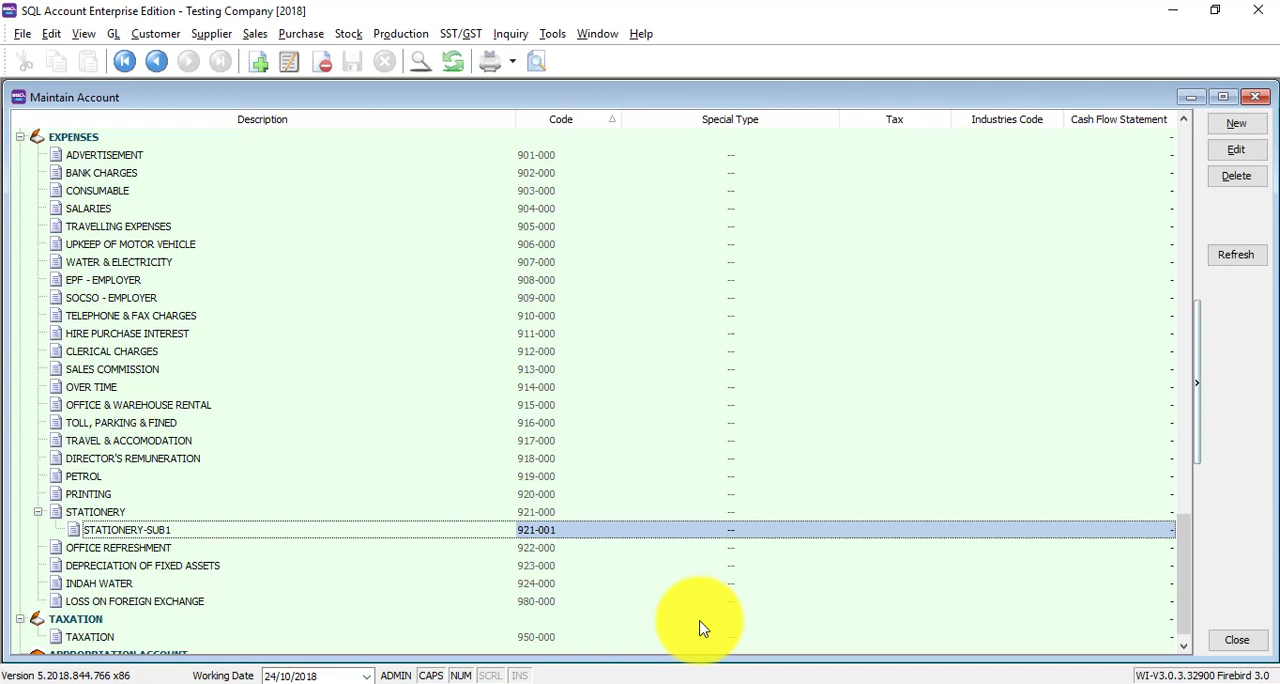 SQL Account Enterprise Edition - Testing Company [2018]
File Edit View GL Customer Supplier Sales Purchase Stock Production SST/GST Inquiry Tools Window Help
Maintain Account
Description Code Special Type Tax Industries Code Cash Flow Statement
New
EXPENSES -
ADVERTISEMENT 901-000 -- -
Edit
BANK CHARGES 902-000 -- -
Delete
CONSUMABLE 903-000 -- -
SALARIES 904-000 -- -
TRAVELLING EXPENSES 905-000 -- -
UPKEEP OF MOTOR VEHICLE 906-000 -- -
Refresh
WATER & ELECTRICITY 907-000 -- -
EPF - EMPLOYER 908-000 -- -
SOCSO - EMPLOYER 909-000 -- -
TELEPHONE & FAX CHARGES 910-000 -- -
HIRE PURCHASE INTEREST 911-000 -- -
CLERICAL CHARGES 912-000 -- -
SALES COMMISSION 913-000 -- -
OVER TIME 914-000 -- -
OFFICE & WAREHOUSE RENTAL 915-000 -- -
TOLL, PARKING & FINED 916-000 -- -
TRAVEL & ACCOMODATION 917-000 -- -
DIRECTOR'S REMUNERATION 918-000 -- -
PETROL 919-000 -- -
PRINTING 920-000 -- -
STATIONERY 921-000 -- -
STATIONERY-SUB1 921-001 -- -
OFFICE REFRESHMENT 922-000 -- -
DEPRECIATION OF FIXED ASSETS 923-000 -- -
INDAH WATER 924-000 -- -
LOSS ON FOREIGN EXCHANGE 980-000 -- -
TAXATION -
TAXATION 950-000 -- -
Close
APPROPRIATION ACCOUNT
Version 5.2018.844.766 x86 Working Date 24/10/2018 ADMIN CAPS NUM SCRL INS WI-V3.0.3.32900 Firebird 3.0